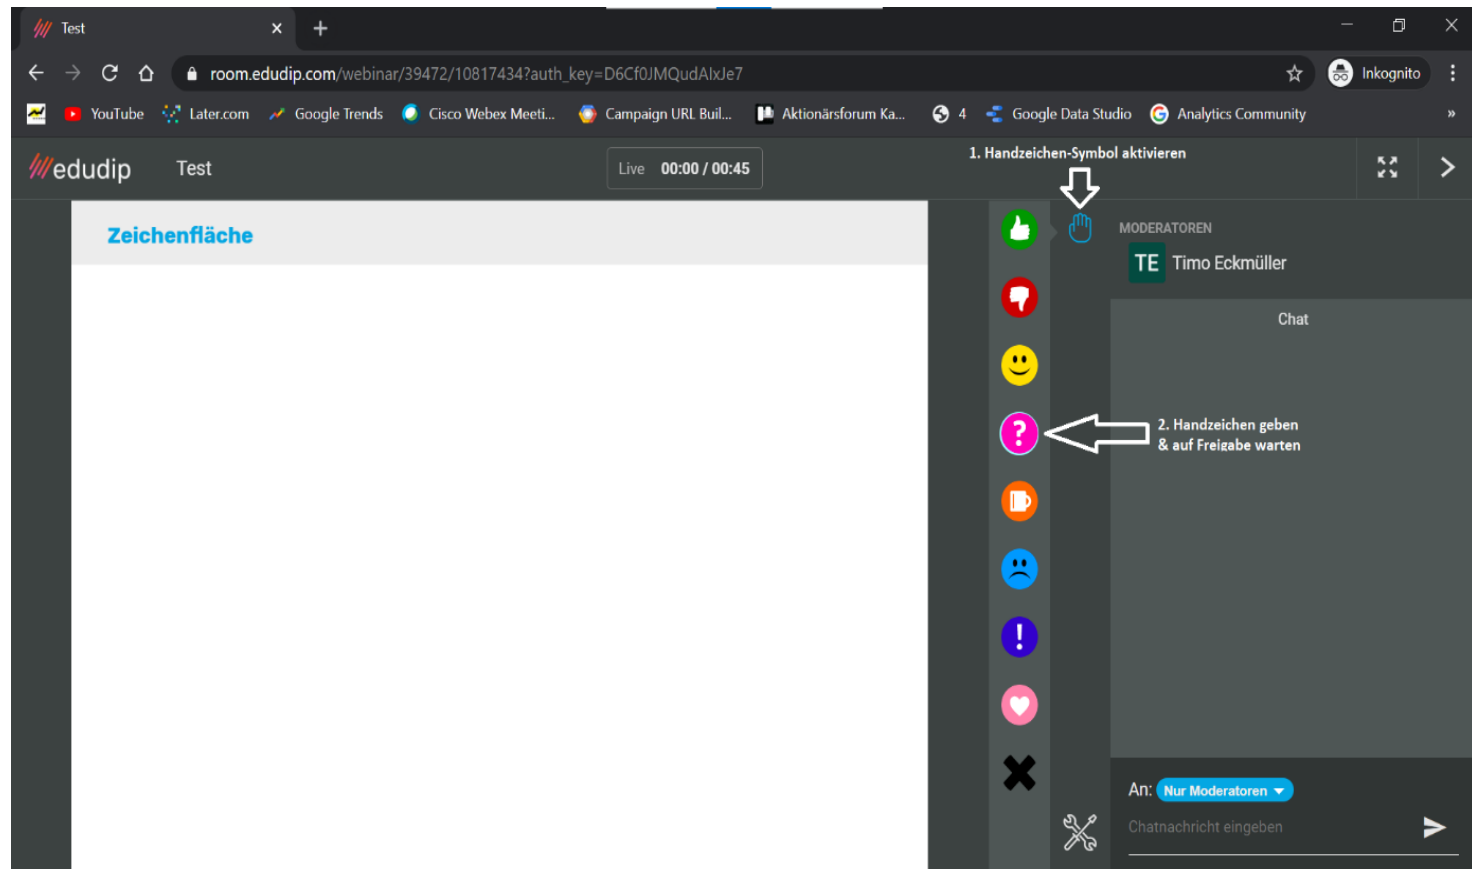 Test
room.edudip.com/webinar/39472/10817434?auth_key=D6Cf0JMQudAIxJe7
Inkognito
YouTube
Later.com
Google Trends
Cisco Webex Meeti...
Campaign URL Buil...
Aktionärsforum Ka...
4
Google Data Studio
Analytics Community
»
edudip
Test
Live 00:00 / 00:45
1. Handzeichen-Symbol aktivieren
Zeichenfläche
MODERATOREN
TE Timo Eckmüller
Chat
?
2. Handzeichen geben
& auf Freigabe warten
!
An: Nur Moderatoren
Chatnachricht eingeben